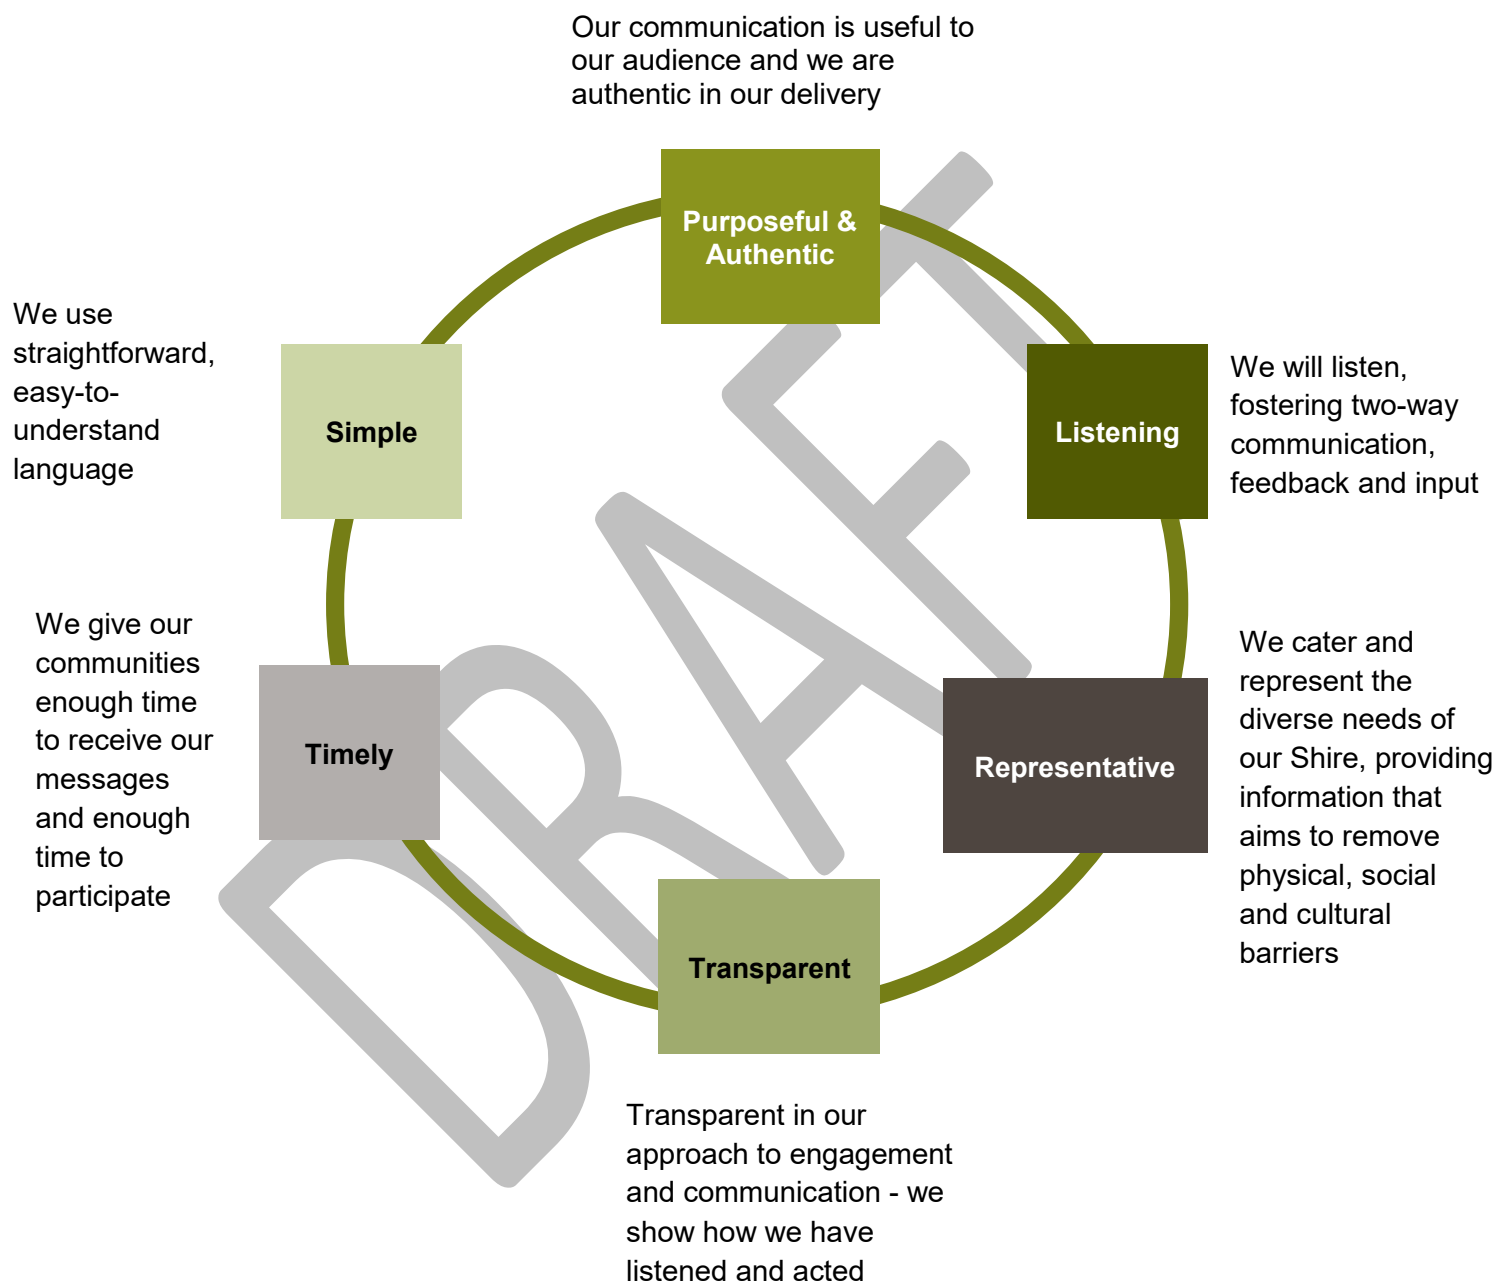 Our communication is useful to
our audience and we are
authentic in our delivery
Purposeful &
Authentic
Listening
We will listen,
fostering two-way
communication,
feedback and input
Representative
We cater and
represent the
diverse needs of
our Shire, providing
information that
aims to remove
physical, social
and cultural
barriers
Transparent
Transparent in our
approach to engagement
and communication - we
show how we have
listened and acted
Timely
We give our
communities
enough time
to receive our
messages
and enough
time to
participate
Simple
We use
straightforward,
easy-to-
understand
language
DRAFT